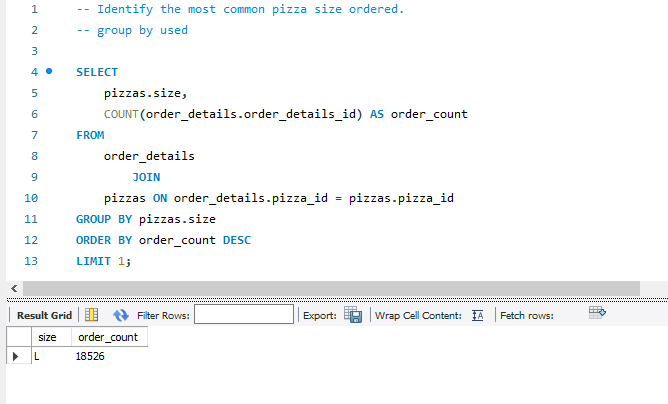 1 -- Identify the most common pizza size ordered.
2 -- group by used
3
4 SELECT
5 pizzas.size,
6 COUNT(order_details.order_details_id) AS order_count
7 FROM
8 order_details
9 JOIN
10 pizzas ON order_details.pizza_id = pizzas.pizza_id
11 GROUP BY pizzas.size
12 ORDER BY order_count DESC
13 LIMIT 1;
Result Grid Filter Rows: Export: Wrap Cell Content: IA Fetch rows:
size order_count
L 18526